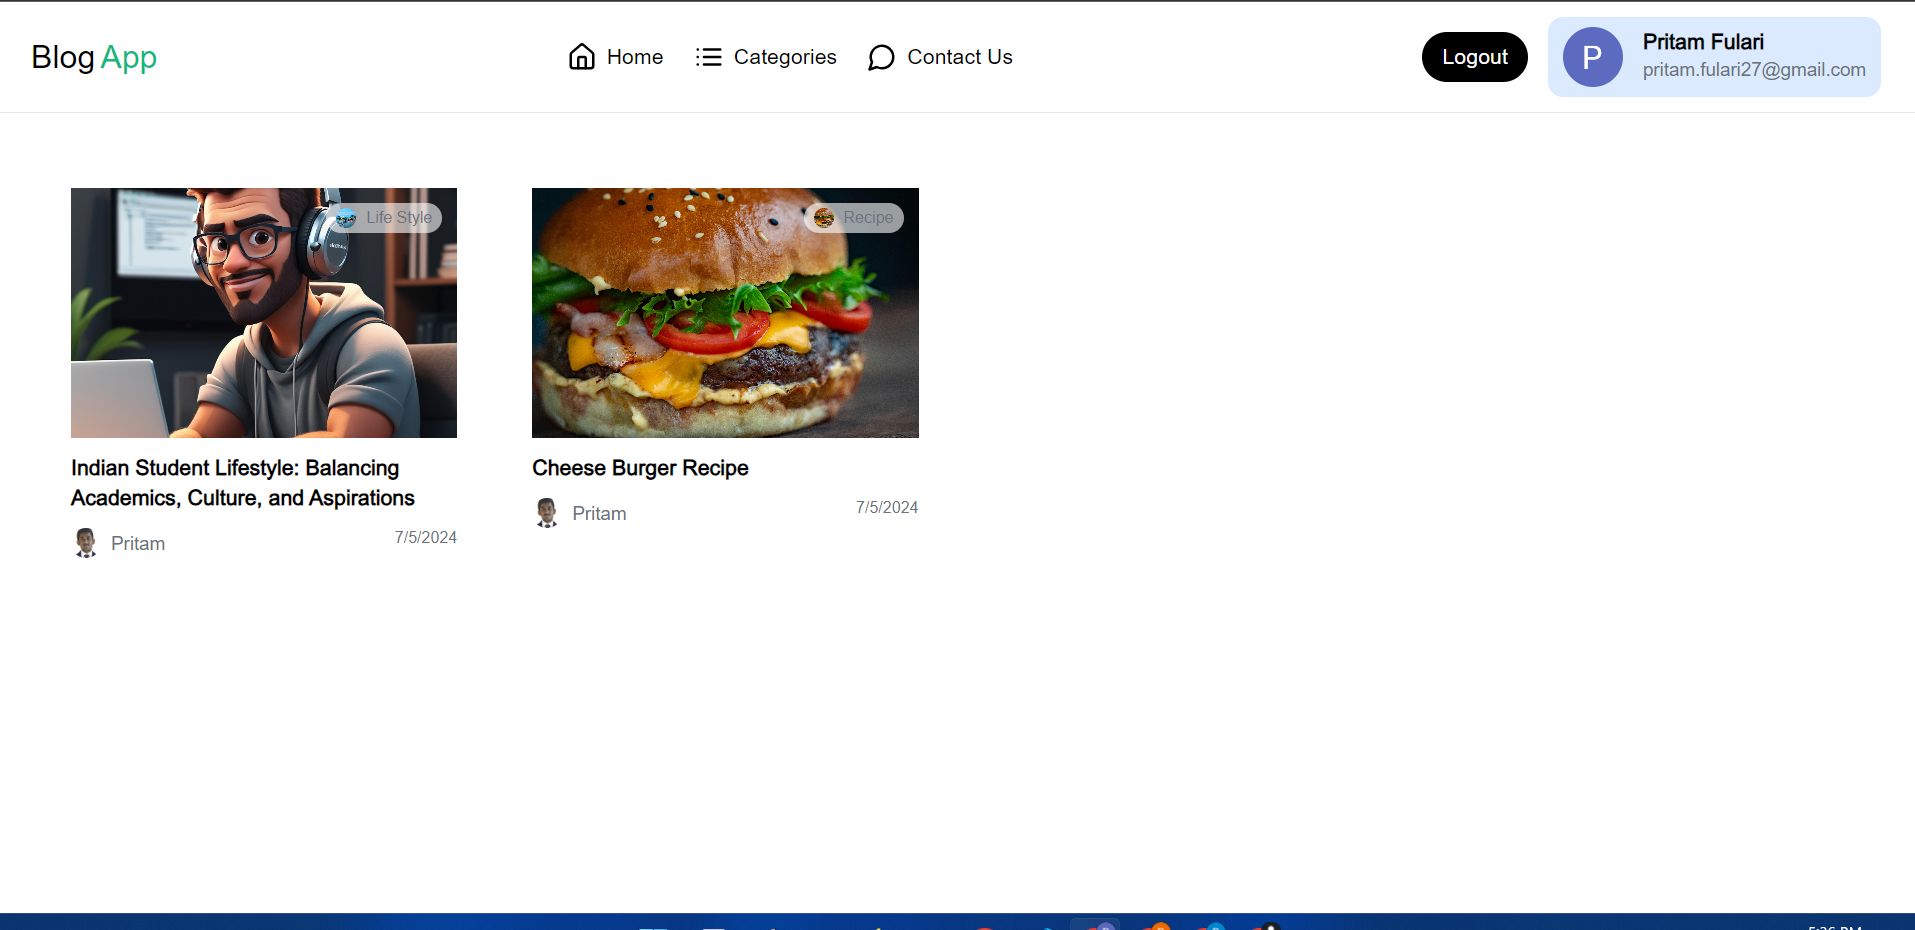 Blog App
Home
Categories
Contact Us
Logout
Pritam Fulari
pritam.fulari27@gmail.com
P
Life Style
Recipe
Indian Student Lifestyle: Balancing
Academics, Culture, and Aspirations
Pritam
7/5/2024
Cheese Burger Recipe
Pritam
7/5/2024